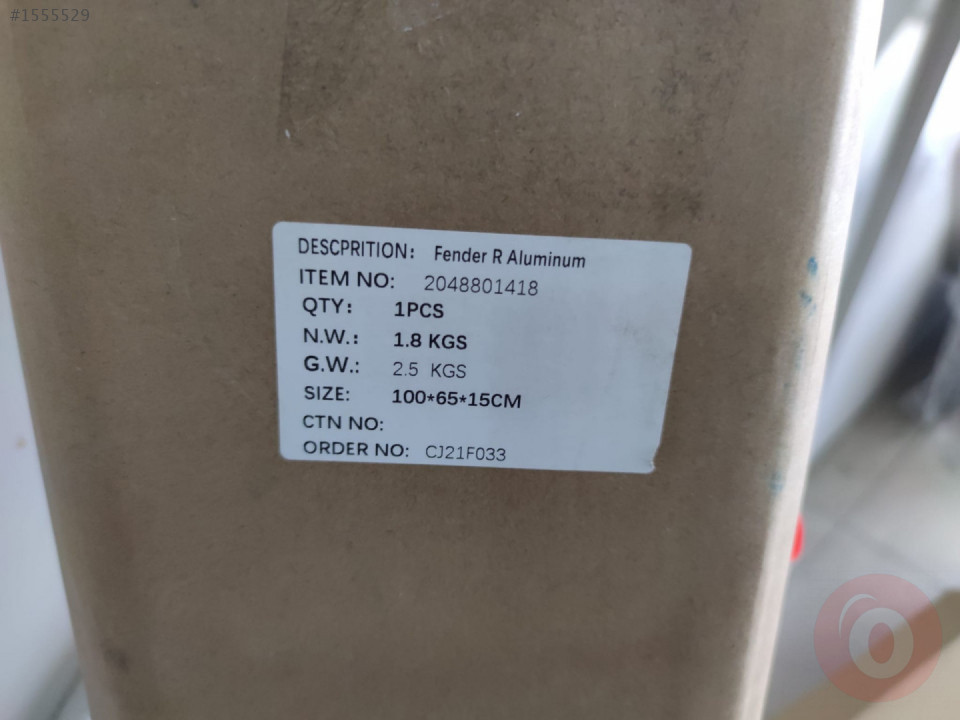 #1555529
DESCPRITION: Fender R Aluminum
ITEM NO: 2048801418
QTY: 1PCS
N.W.: 1.8 KGS
G.W.: 2.5 KGS
SIZE: 100*65*15CM
CTN NO:
ORDER NO: CJ21F033